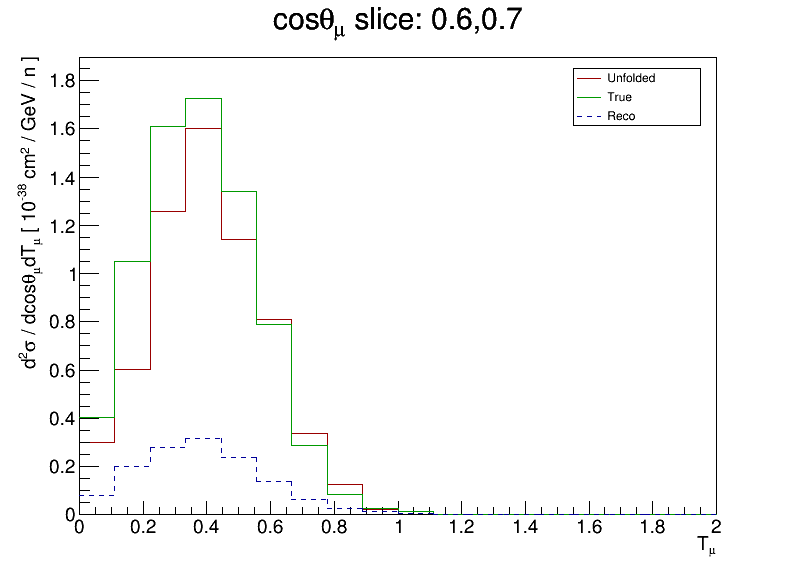 cosθμ slice: 0.6,0.7
d²σ / dcosθμdTμ [ 10⁻³⁸ cm² / GeV / n ]
1.8
1.6
1.4
1.2
1
0.8
0.6
0.4
0.2
0
Unfolded
True
Reco
0 0.2 0.4 0.6 0.8 1 1.2 1.4 1.6 1.8 2
Tμ